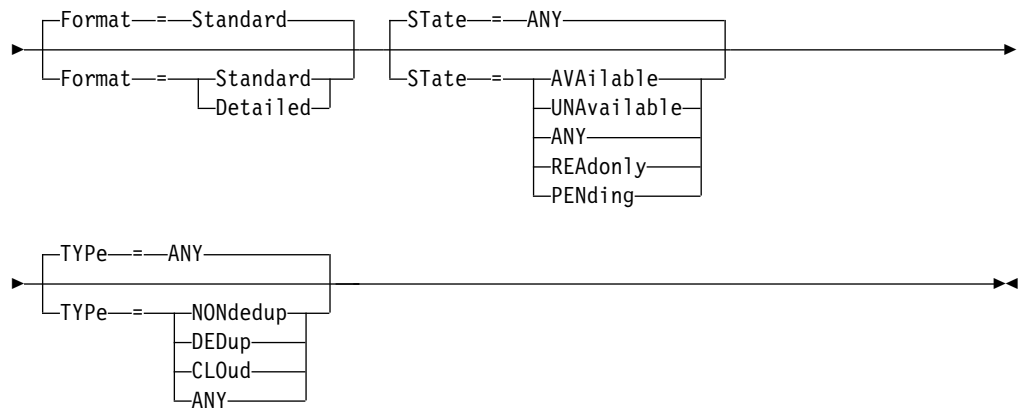 Format = Standard STate = ANY
Format = Standard STate = AVAilable
Detailed UNAvailable
ANY
REAdonly
PENding
TYPe = ANY
TYPe = NONdedup
DEDup
CLOud
ANY